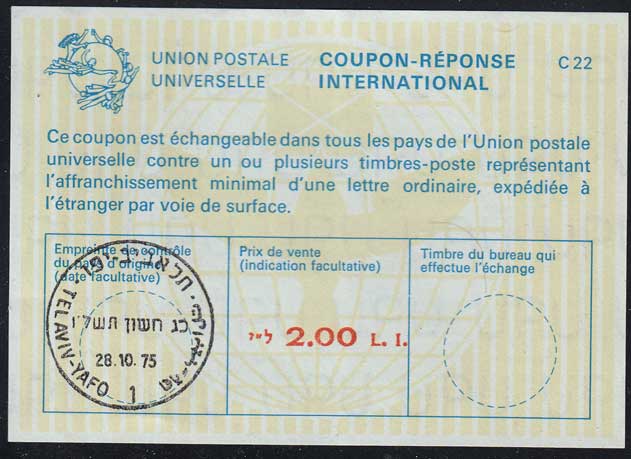 UNION POSTALE
UNIVERSELLE
COUPON-RÉPONSE
INTERNATIONAL
C 22
Ce coupon est échangeable dans tous les pays de l'Union postale
universelle contre un ou plusieurs timbres-poste représentant
l'affranchissement minimal d'une lettre ordinaire, expédiée à
l'étranger par voie de surface.
Empreinte de contrôle
du pays d'origine
(date facultative)
Prix de vente
(indication facultative)
Timbre du bureau qui
effectue l'échange
תל אביב-יפו
כג חשון תשל"ו
28.10.75
TEL AVIV-YAFO 1
ל"י 2.00 L. I.